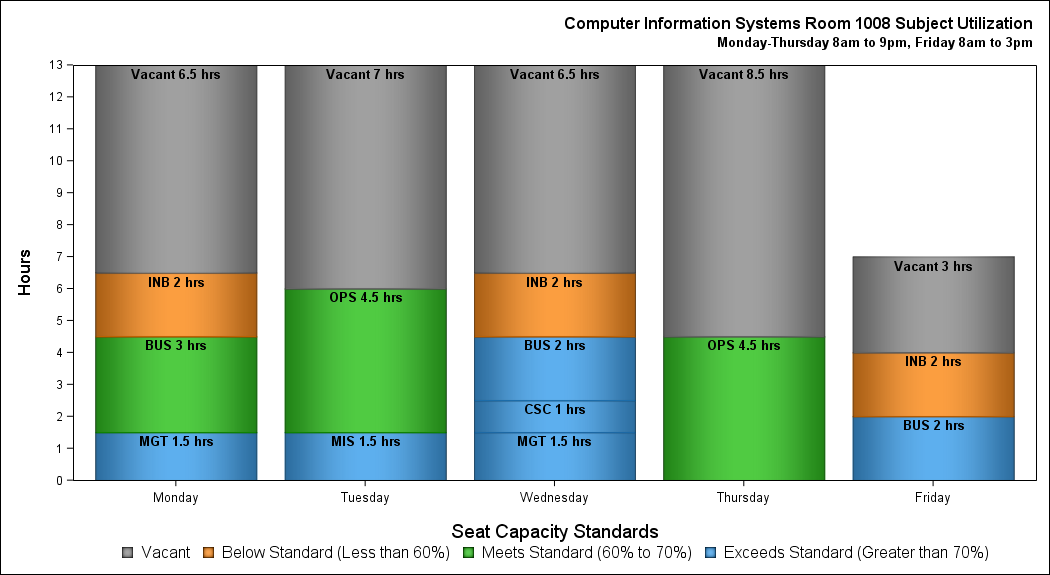 Computer Information Systems Room 1008 Subject Utilization
Monday-Thursday 8am to 9pm, Friday 8am to 3pm
Hours
13
12
11
10
9
8
7
6
5
4
3
2
1
0
Vacant 6.5 hrs
INB 2 hrs
BUS 3 hrs
MGT 1.5 hrs
Vacant 7 hrs
OPS 4.5 hrs
MIS 1.5 hrs
Vacant 6.5 hrs
INB 2 hrs
BUS 2 hrs
CSC 1 hrs
MGT 1.5 hrs
Vacant 8.5 hrs
OPS 4.5 hrs
Vacant 3 hrs
INB 2 hrs
BUS 2 hrs
Monday Tuesday Wednesday Thursday Friday
Seat Capacity Standards
Vacant Below Standard (Less than 60%) Meets Standard (60% to 70%) Exceeds Standard (Greater than 70%)